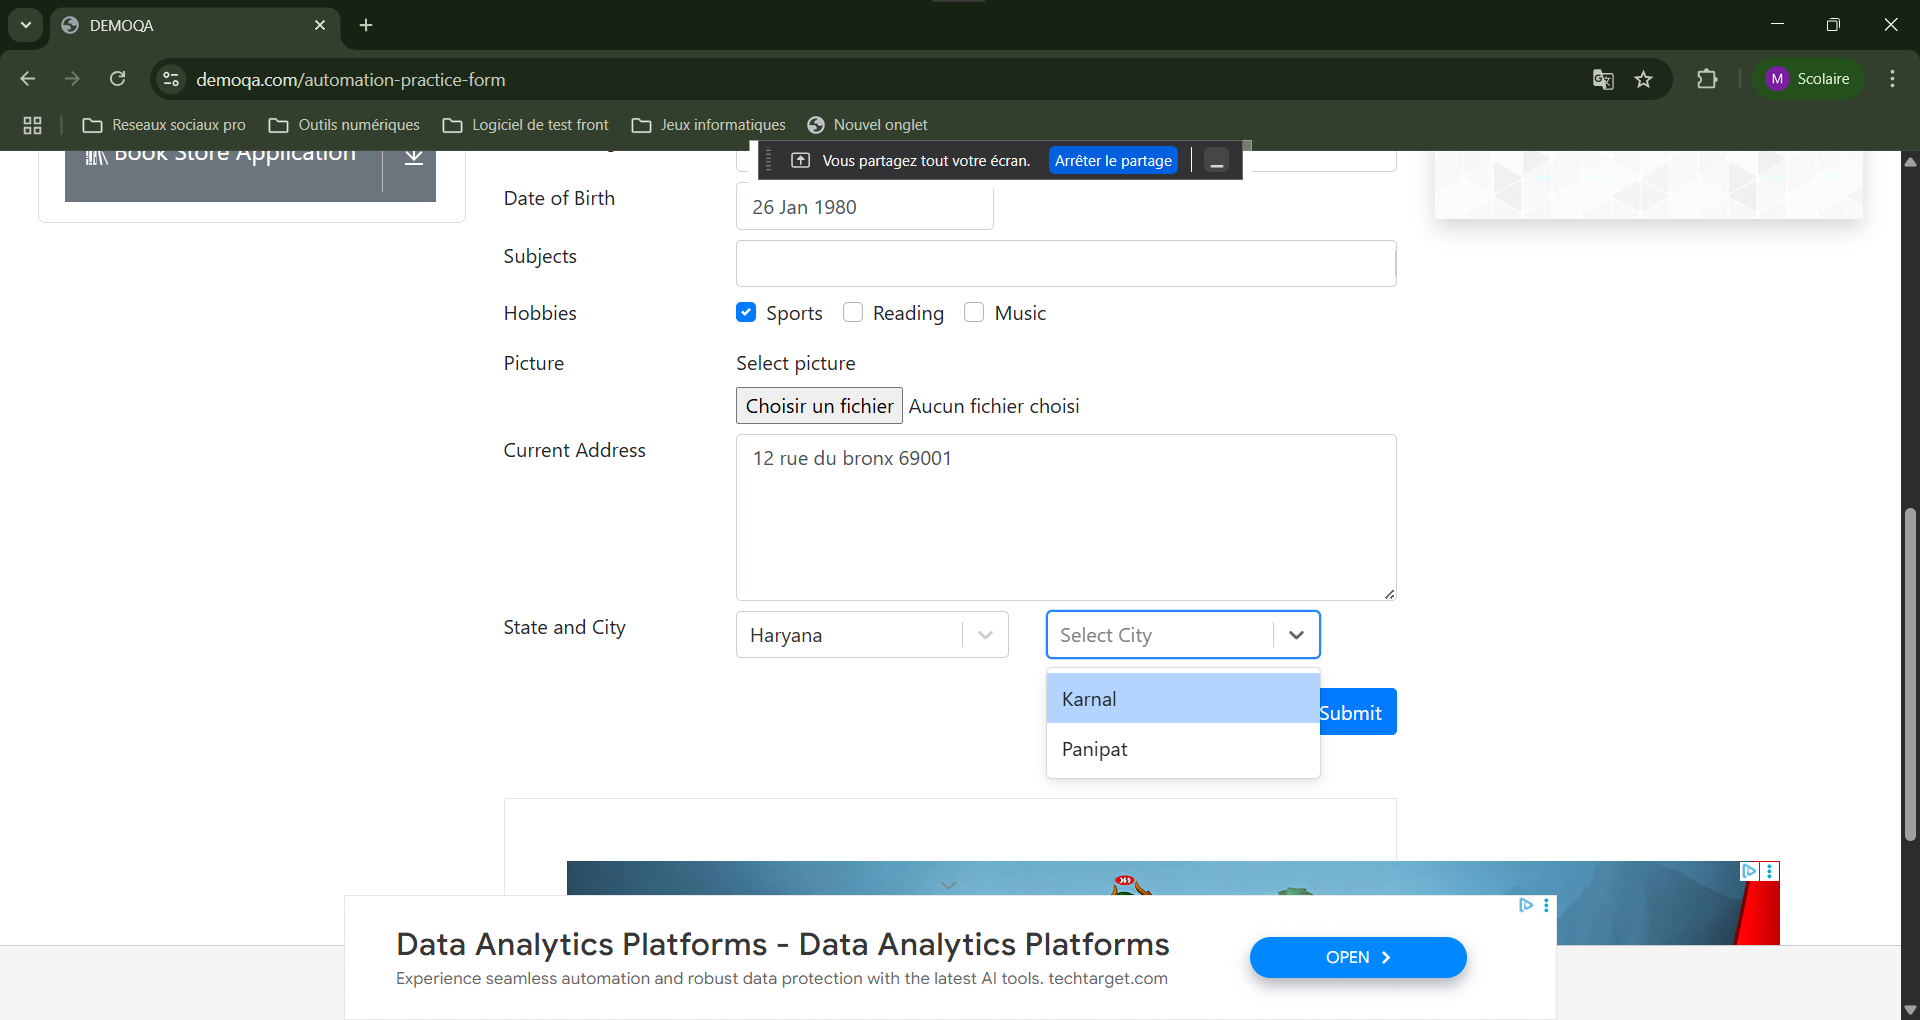 DEMOQA
demoqa.com/automation-practice-form
M Scolaire
Reseaux sociaux pro
Outils numériques
Logiciel de test front
Jeux informatiques
Nouvel onglet
Book Store Application
Vous partagez tout votre écran.
Arrêter le partage
Date of Birth
26 Jan 1980
Subjects
Hobbies
Sports
Reading
Music
Picture
Select picture
Choisir un fichier
Aucun fichier choisi
Current Address
12 rue du bronx 69001
State and City
Haryana
Select City
Karnal
Submit
Panipat
Data Analytics Platforms - Data Analytics Platforms
Experience seamless automation and robust data protection with the latest AI tools. techtarget.com
OPEN